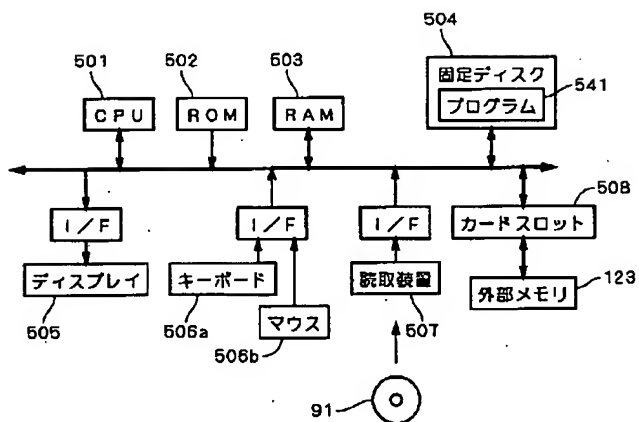 501
502
503
504
CPU
ROM
RAM
固定ディスク
プログラム
541
I/F
I/F
I/F
508
カードスロット
ディスプレイ
505
キーボード
506a
マウス
506b
読取装置
507
外部メモリ
123
91